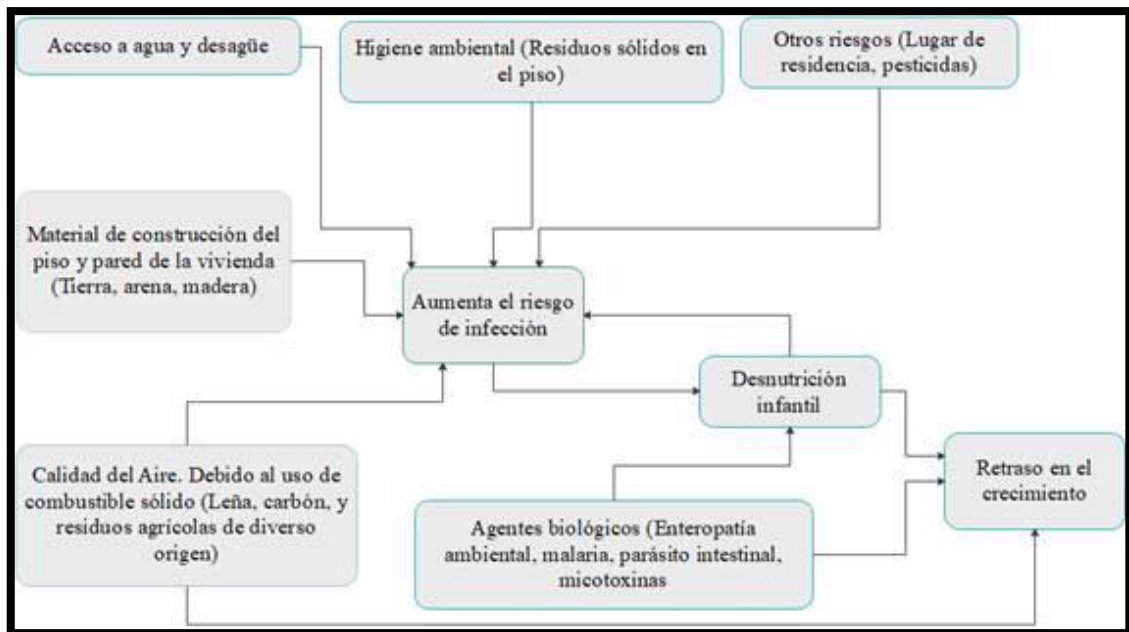 Acceso a agua y desagüe
Higiene ambiental (Residuos sólidos en
el piso)
Otros riesgos (Lugar de
residencia, pesticidas)
Material de construcción del
piso y pared de la vivienda
(Tierra, arena, madera)
Aumenta el riesgo
de infección
Desnutrición
infantil
Retraso en el
crecimiento
Calidad del Aire. Debido al uso de
combustible sólido (Leña, carbón, y
residuos agrícolas de diverso
origen)
Agentes biológicos (Enteropatía
ambiental, malaria, parásito intestinal,
micotoxinas